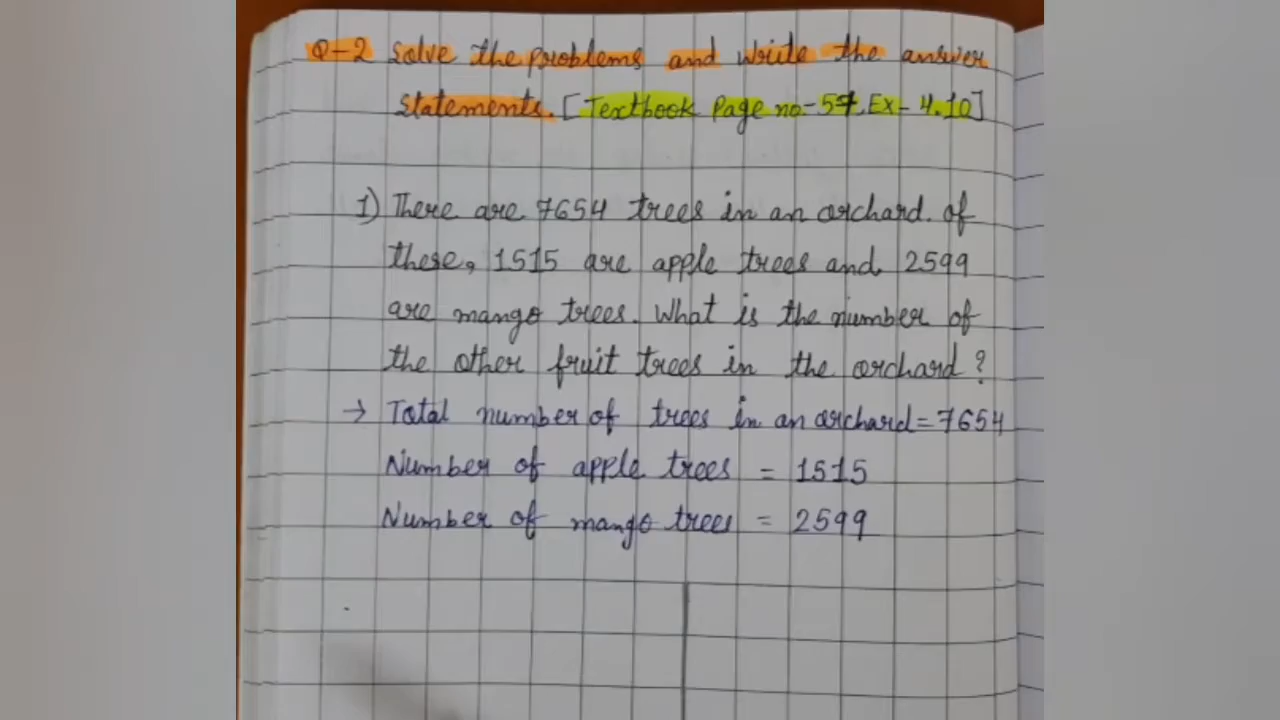 Q-2 Solve the problems and write the answer
statements. [Textbook Page no.-57, Ex- 4.10]
1) There are 7654 trees in an orchard. Of
these, 1515 are apple trees and 2599
are mango trees. What is the number of
the other fruit trees in the orchard?
→ Total number of trees in an orchard = 7654
Number of apple trees = 1515
Number of mango trees = 2599